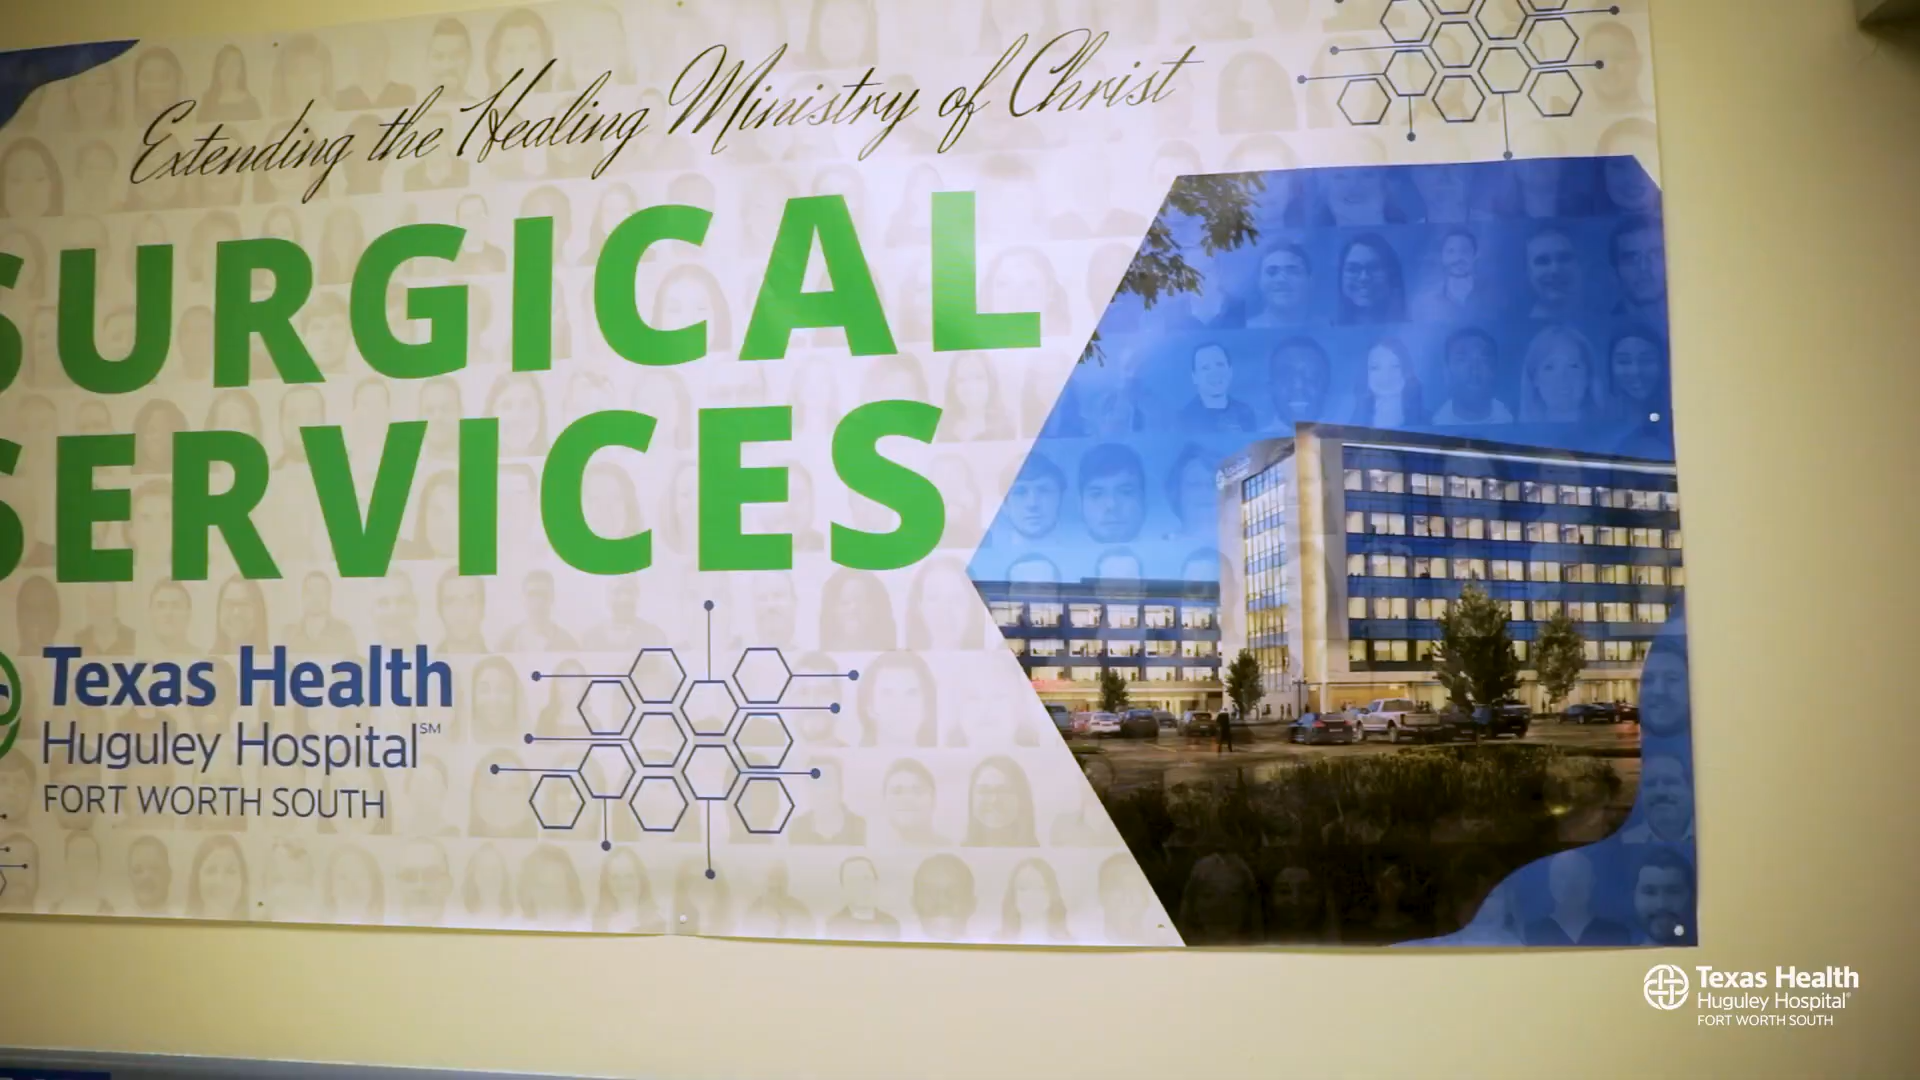 Extending the Healing Ministry of Christ
SURGICAL
SERVICES
Texas Health
Huguley Hospital℠
FORT WORTH SOUTH
Texas Health
Huguley Hospital®
FORT WORTH SOUTH